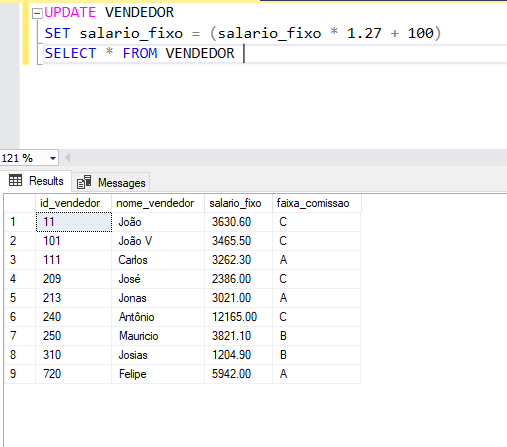 UPDATE VENDEDOR
SET salario_fixo = (salario_fixo * 1.27 + 100)
SELECT * FROM VENDEDOR
121 %
Results Messages
id_vendedor nome_vendedor salario_fixo faixa_comissao
1 11 João 3630.60 C
2 101 João V 3465.50 C
3 111 Carlos 3262.30 A
4 209 José 2386.00 C
5 213 Jonas 3021.00 A
6 240 Antônio 12165.00 C
7 250 Mauricio 3821.10 B
8 310 Josias 1204.90 B
9 720 Felipe 5942.00 A